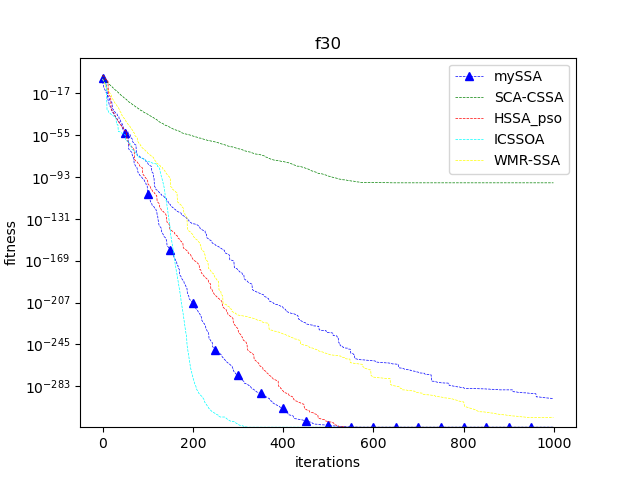 f30
mySSA
SCA-CSSA
HSSA_pso
ICSSOA
WMR-SSA
10^-17
10^-55
10^-93
10^-131
10^-169
10^-207
10^-245
10^-283
fitness
0 200 400 600 800 1000
iterations